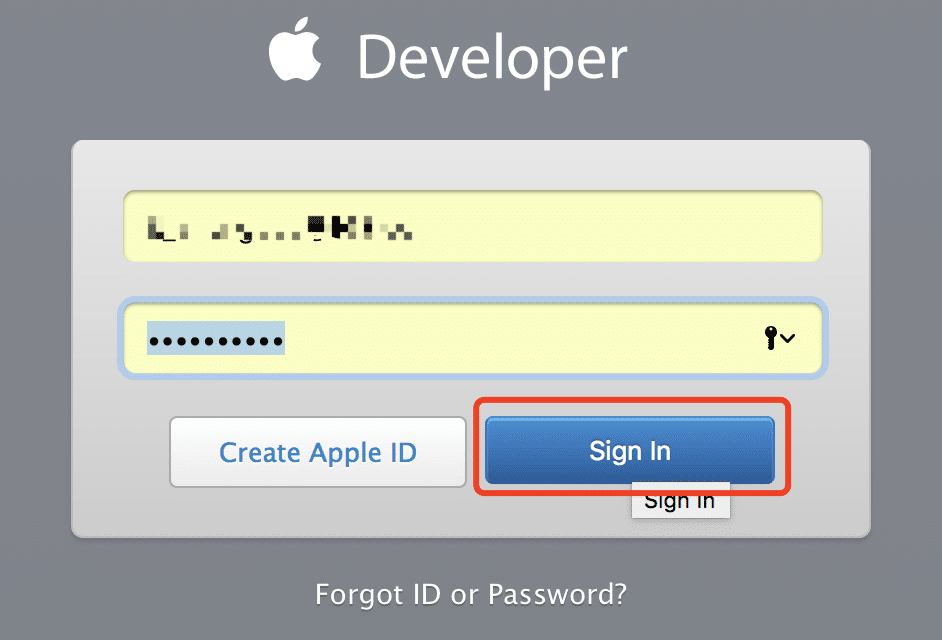 Developer
Create Apple ID
Sign In
Sign In
Forgot ID or Password?